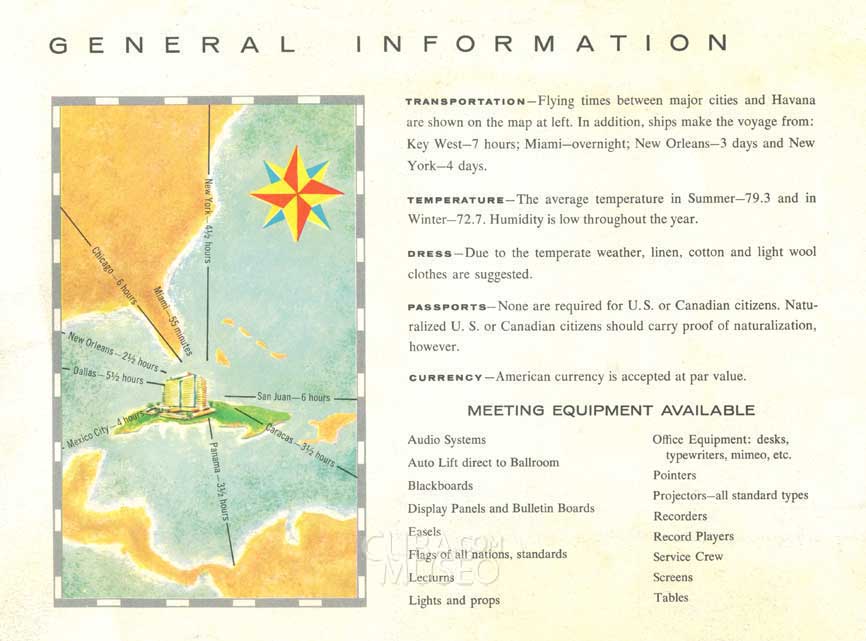 GENERAL INFORMATION
New York—4½ hours
Chicago—6 hours
Miami—55 minutes
New Orleans—2½ hours
Dallas—5½ hours
San Juan—6 hours
Mexico City—4 hours
Caracas—3½ hours
Panama—3½ hours
TRANSPORTATION—Flying times between major cities and Havana
are shown on the map at left. In addition, ships make the voyage from:
Key West—7 hours; Miami—overnight; New Orleans—3 days and New
York—4 days.
TEMPERATURE—The average temperature in Summer—79.3 and in
Winter—72.7. Humidity is low throughout the year.
DRESS—Due to the temperate weather, linen, cotton and light wool
clothes are suggested.
PASSPORTS—None are required for U.S. or Canadian citizens. Natu-
ralized U. S. or Canadian citizens should carry proof of naturalization,
however.
CURRENCY—American currency is accepted at par value.
MEETING EQUIPMENT AVAILABLE
Audio Systems
Auto Lift direct to Ballroom
Blackboards
Display Panels and Bulletin Boards
Easels
Flags of all nations, standards
Lecturns
Lights and props
Office Equipment: desks,
typewriters, mimeo, etc.
Pointers
Projectors—all standard types
Recorders
Record Players
Service Crew
Screens
Tables
CUBA.COM
MUSEO